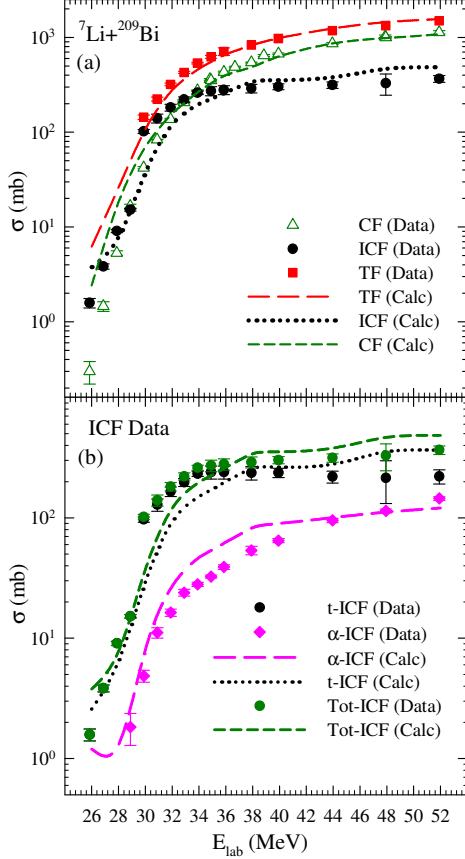 ⁷Li+²⁰⁹Bi
(a)
10³
10²
10¹
10⁰
σ (mb)
CF (Data)
ICF (Data)
TF (Data)
TF (Calc)
ICF (Calc)
CF (Calc)
ICF Data
(b)
10²
10¹
10⁰
σ (mb)
t-ICF (Data)
α-ICF (Data)
α-ICF (Calc)
t-ICF (Calc)
Tot-ICF (Data)
Tot-ICF (Calc)
26 28 30 32 34 36 38 40 42 44 46 48 50 52
E_lab (MeV)